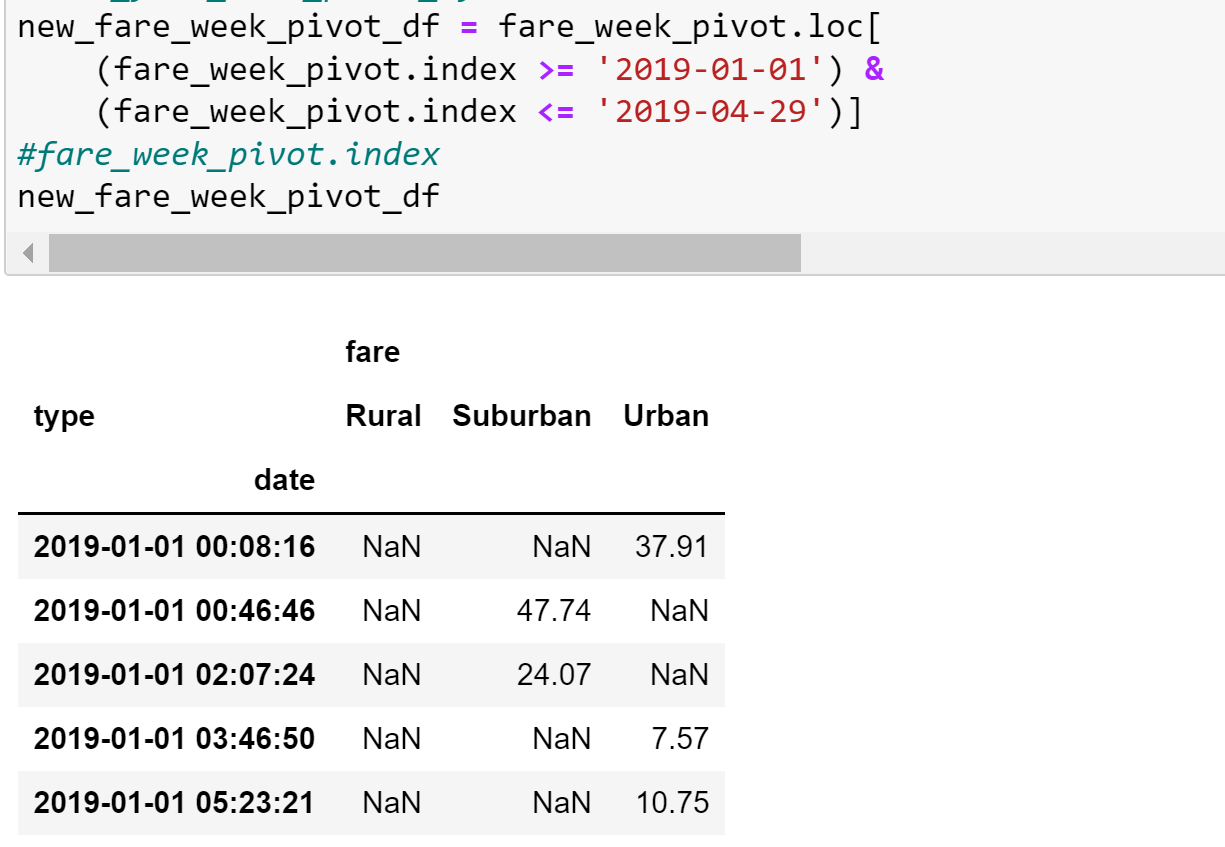 new_fare_week_pivot_df = fare_week_pivot.loc[
(fare_week_pivot.index >= '2019-01-01') &
(fare_week_pivot.index <= '2019-04-29')]
#fare_week_pivot.index
new_fare_week_pivot_df
fare
type Rural Suburban Urban
date
2019-01-01 00:08:16 NaN NaN 37.91
2019-01-01 00:46:46 NaN 47.74 NaN
2019-01-01 02:07:24 NaN 24.07 NaN
2019-01-01 03:46:50 NaN NaN 7.57
2019-01-01 05:23:21 NaN NaN 10.75